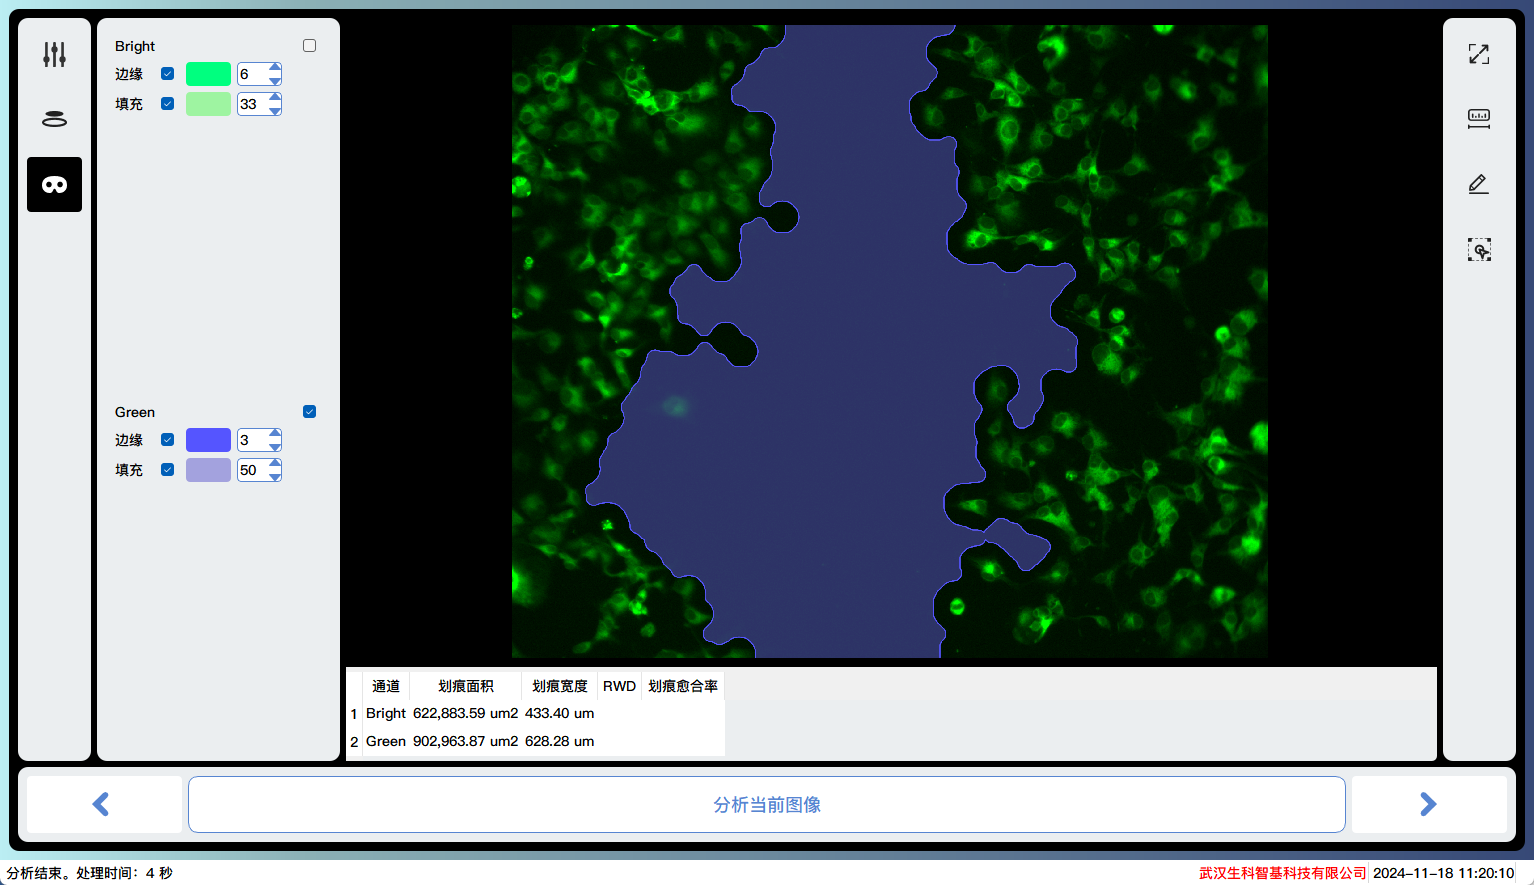 Bright
边缘 6
填充 33
Green
边缘 3
填充 50
通道 划痕面积 划痕宽度 RWD 划痕愈合率
1 Bright 622,883.59 um2 433.40 um
2 Green 902,963.87 um2 628.28 um
分析当前图像
分析结束。处理时间：4 秒 武汉生科智基科技有限公司 2024-11-18 11:20:10